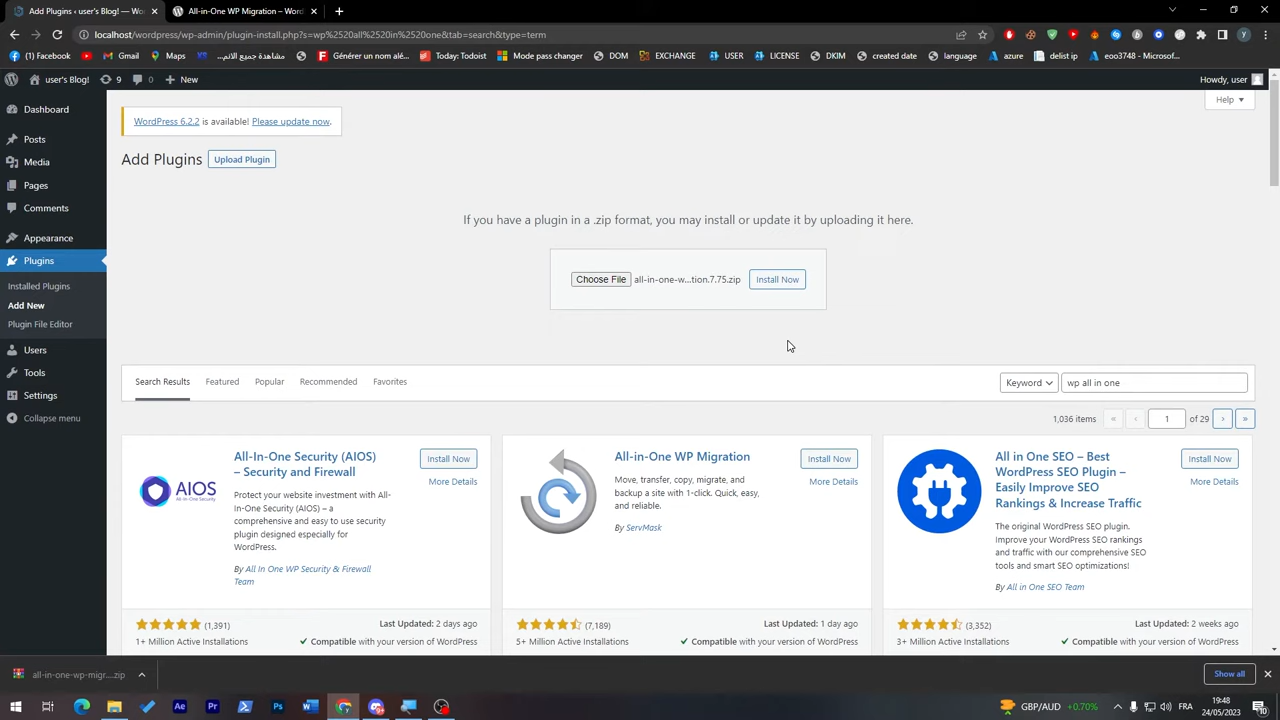 Add Plugins ‹ user's Blog! — Wor
All-in-One WP Migration – Word
localhost/wordpress/wp-admin/plugin-install.php?s=wp%2520all%2520in%2520one&tab=search&type=term
(1) Facebook
Gmail
Maps
مشاهدة جميع الاتـ...
Générer un nom alé...
Today: Todoist
Mode pass changer
DOM
EXCHANGE
USER
LICENSE
DKIM
created date
language
AZURE
delist ip
eoo3748 - Microsof...
user's Blog!
9
0
New
Howdy, user
Help
Dashboard
Posts
Media
Pages
Comments
Appearance
Plugins
Installed Plugins
Add New
Plugin File Editor
Users
Tools
Settings
Collapse menu
WordPress 6.2.2 is available! Please update now.
Add Plugins
Upload Plugin
If you have a plugin in a .zip format, you may install or update it by uploading it here.
Choose File all-in-one-w...tion.7.75.zip
Install Now
Search Results
Featured
Popular
Recommended
Favorites
Keyword
wp all in one
1,036 items « ‹ 1 of 29 › »
All-In-One Security (AIOS)
– Security and Firewall
Install Now
More Details
Protect your website investment with All-
In-One Security (AIOS) – a
comprehensive and easy to use security
plugin designed especially for
WordPress.
By All In One WP Security & Firewall
Team
AIOS
All-In-One Security
(1,391)
1+ Million Active Installations
Last Updated: 2 days ago
Compatible with your version of WordPress
All-in-One WP Migration
Install Now
More Details
Move, transfer, copy, migrate, and
backup a site with 1-click. Quick, easy,
and reliable.
By ServMask
(7,189)
5+ Million Active Installations
Last Updated: 1 day ago
Compatible with your version of WordPress
All in One SEO – Best
WordPress SEO Plugin –
Easily Improve SEO
Rankings & Increase Traffic
Install Now
More Details
The original WordPress SEO plugin.
Improve your WordPress SEO rankings
and traffic with our comprehensive SEO
tools and smart SEO optimizations!
By All in One SEO Team
(3,352)
3+ Million Active Installations
Last Updated: 2 weeks ago
Compatible with your version of WordPress
all-in-one-wp-migr....zip
Show all
GBP/AUD +0.70%
FRA
19:48
24/05/2023